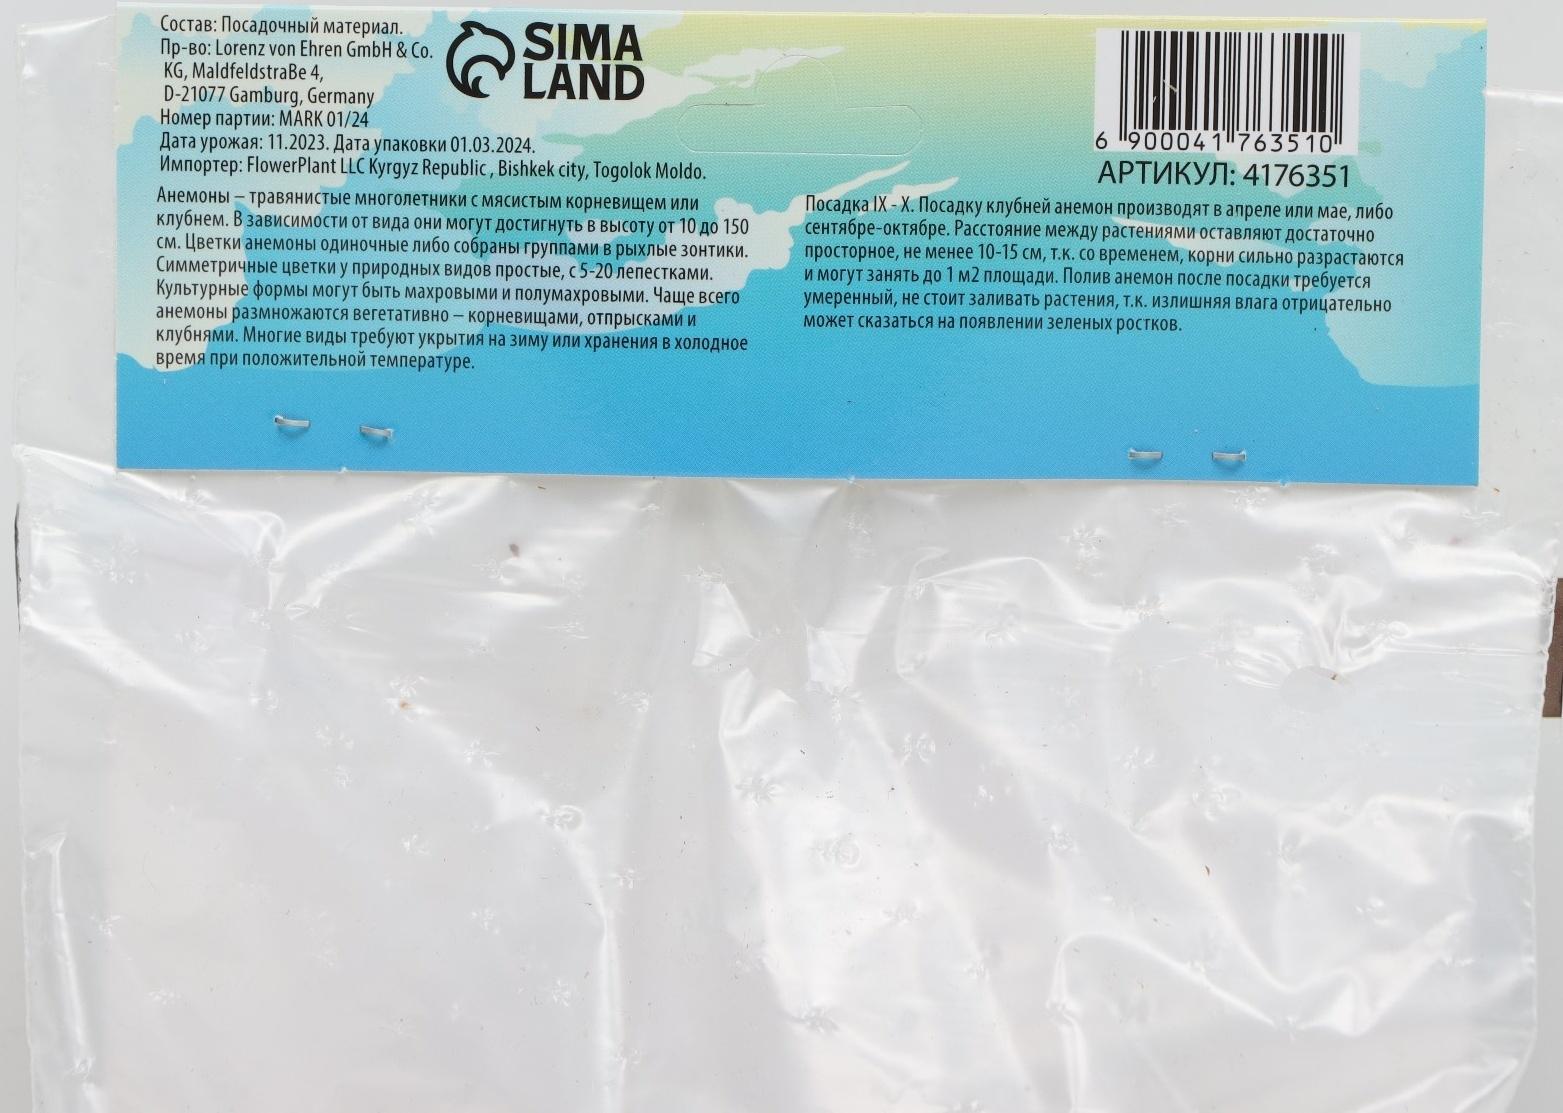 Состав: Посадочный материал.
Пр-во: Lorenz von Ehren GmbH & Co.
KG, MaldfeldstraBe 4,
D-21077 Gamburg, Germany
Номер партии: MARK 01/24
Дата урожая: 11.2023. Дата упаковки 01.03.2024.
Импортер: FlowerPlant LLC Kyrgyz Republic , Bishkek city, Togolok Moldo.
SIMA
LAND
Анемоны – травянистые многолетники с мясистым корневищем или
клубнем. В зависимости от вида они могут достигнуть в высоту от 10 до 150
см. Цветки анемоны одиночные либо собраны группами в рыхлые зонтики.
Симметричные цветки у природных видов простые, с 5-20 лепестками.
Культурные формы могут быть махровыми и полумахровыми. Чаще всего
анемоны размножаются вегетативно – корневищами, отпрысками и
клубнями. Многие виды требуют укрытия на зиму или хранения в холодное
время при положительной температуре.
6 900041 763510
АРТИКУЛ: 4176351
Посадка IX - X. Посадку клубней анемон производят в апреле или мае, либо
сентябре-октябре. Расстояние между растениями оставляют достаточно
просторное, не менее 10-15 см, т.к. со временем, корни сильно разрастаются
и могут занять до 1 м2 площади. Полив анемон после посадки требуется
умеренный, не стоит заливать растения, т.к. излишняя влага отрицательно
может сказаться на появлении зеленых ростков.